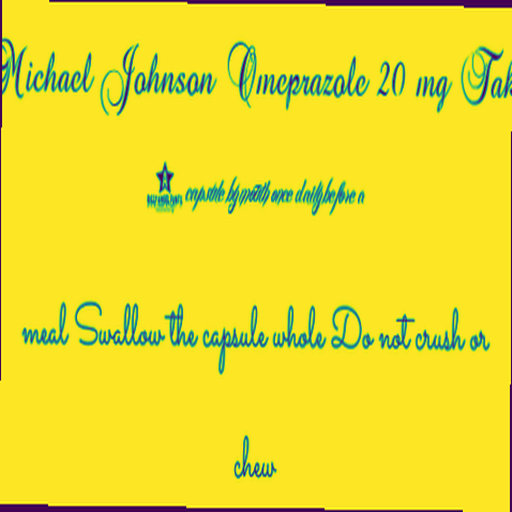 Michael Johnson Omeprazole 20 mg Tak
capsule by mouth once daily before a
meal Swallow the capsule whole Do not crush or
chew